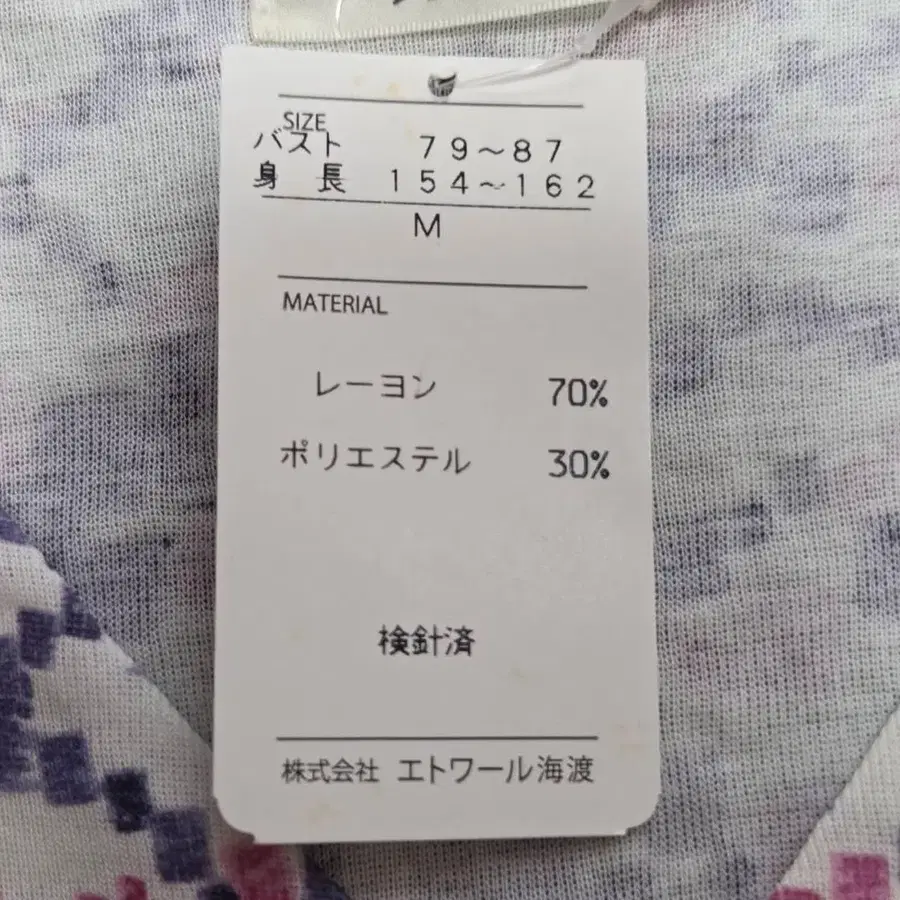 SIZE
バスト 79～87
身長 154～162
M
MATERIAL
レーヨン 70%
ポリエステル 30%
検針済
株式会社 エトワール海渡